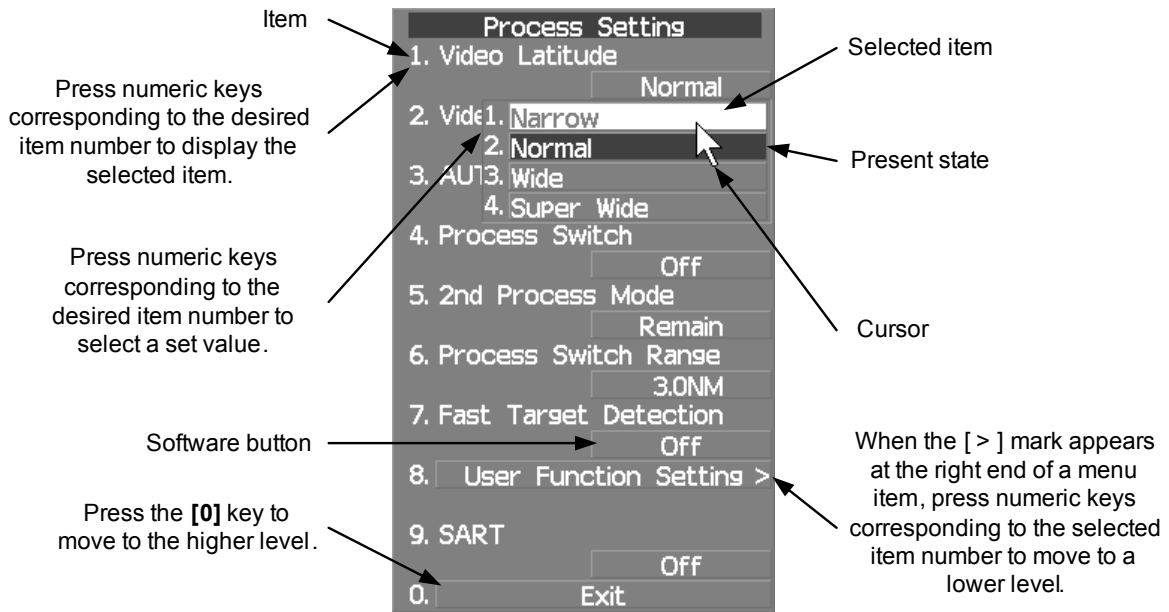 Item
Press numeric keys
corresponding to the desired
item number to display the
selected item.
Press numeric keys
corresponding to the
desired item number to
select a set value.
Software button
Press the [0] key to
move to the higher level.
Process Setting
1. Video Latitude
Normal
2. Vide
1. Narrow
2. Normal
3. AUT
3. Wide
4. Super Wide
4. Process Switch
Off
5. 2nd Process Mode
Remain
6. Process Switch Range
3.0NM
7. Fast Target Detection
Off
8. User Function Setting >
9. SART
Off
0. Exit
Selected item
Present state
Cursor
When the [ > ] mark appears
at the right end of a menu
item, press numeric keys
corresponding to the selected
item number to move to a
lower level.